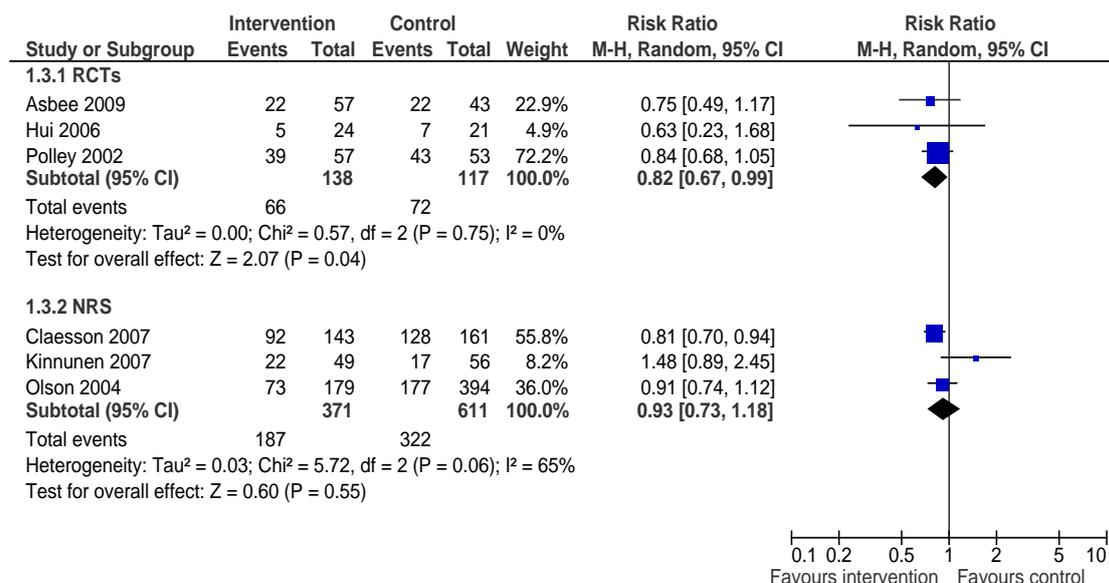 Intervention Control Risk Ratio Risk Ratio
Study or Subgroup Events Total Events Total Weight M-H, Random, 95% CI M-H, Random, 95% CI
1.3.1 RCTs
Asbee 2009 22 57 22 43 22.9% 0.75 [0.49, 1.17]
Hui 2006 5 24 7 21 4.9% 0.63 [0.23, 1.68]
Polley 2002 39 57 43 53 72.2% 0.84 [0.68, 1.05]
Subtotal (95% CI) 138 117 100.0% 0.82 [0.67, 0.99]
Total events 66 72
Heterogeneity: Tau² = 0.00; Chi² = 0.57, df = 2 (P = 0.75); I² = 0%
Test for overall effect: Z = 2.07 (P = 0.04)
1.3.2 NRS
Claesson 2007 92 143 128 161 55.8% 0.81 [0.70, 0.94]
Kinnunen 2007 22 49 17 56 8.2% 1.48 [0.89, 2.45]
Olson 2004 73 179 177 394 36.0% 0.91 [0.74, 1.12]
Subtotal (95% CI) 371 611 100.0% 0.93 [0.73, 1.18]
Total events 187 322
Heterogeneity: Tau² = 0.03; Chi² = 5.72, df = 2 (P = 0.06); I² = 65%
Test for overall effect: Z = 0.60 (P = 0.55)
0.1 0.2 0.5 1 2 5 10
Favours intervention Favours control